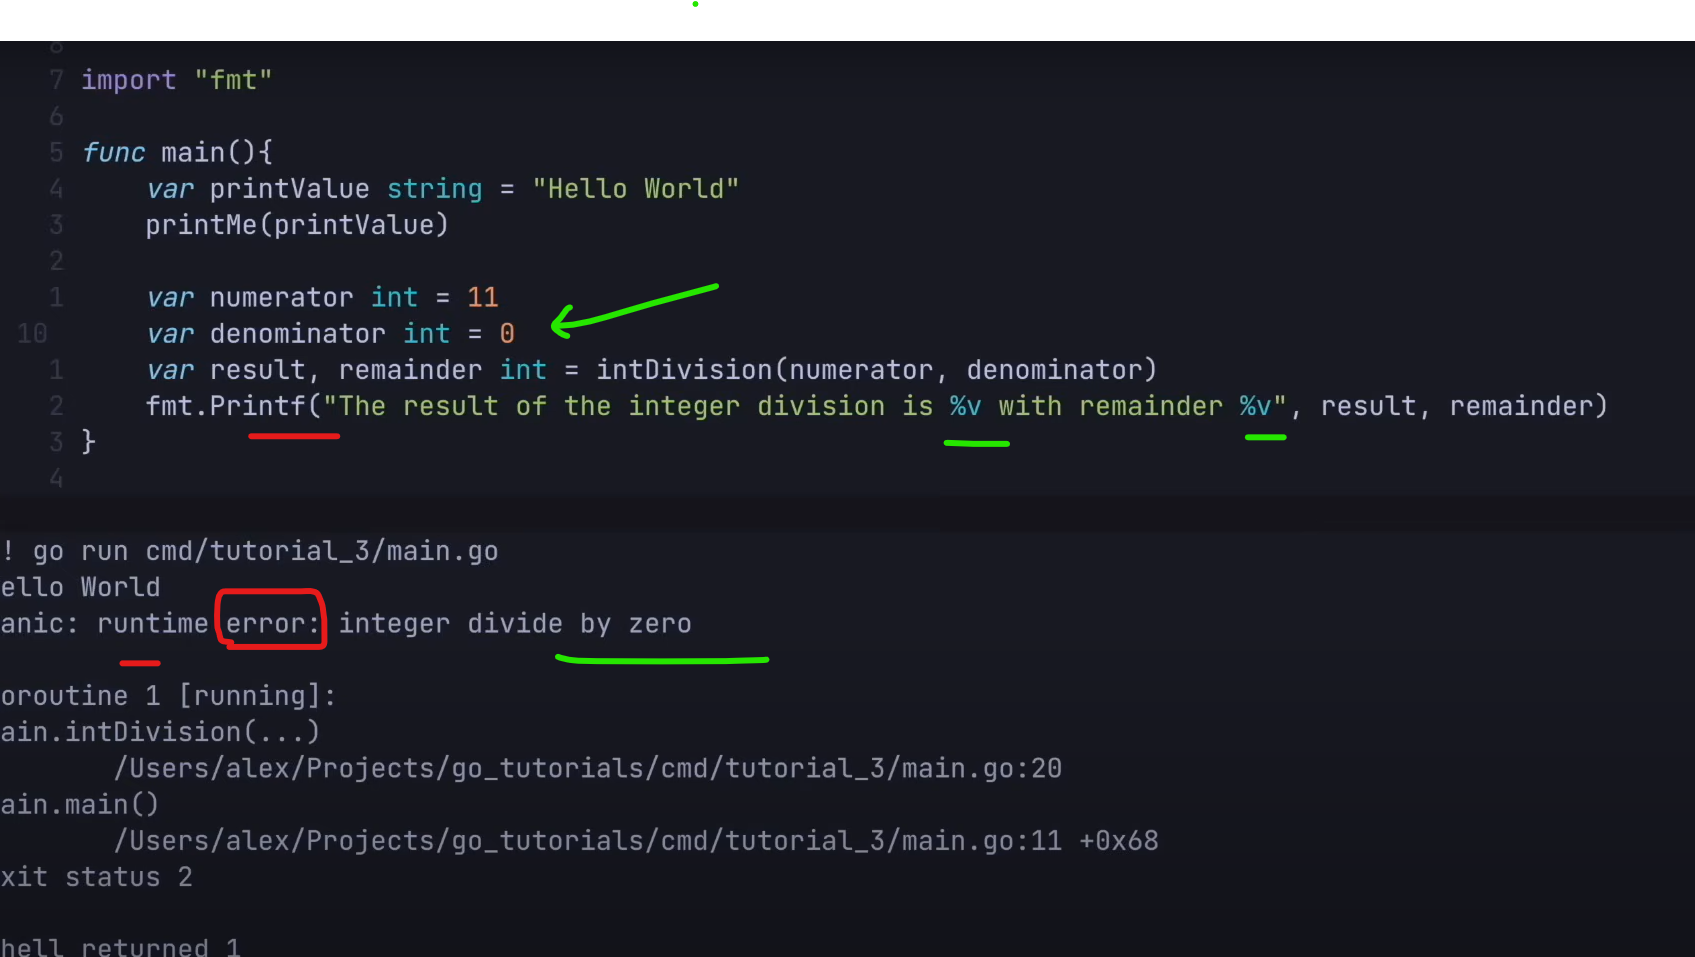 8
7 import "fmt"
6
5 func main(){
4 var printValue string = "Hello World"
3 printMe(printValue)
2
1 var numerator int = 11
10 var denominator int = 0
1 var result, remainder int = intDivision(numerator, denominator)
2 fmt.Printf("The result of the integer division is %v with remainder %v", result, remainder)
3 }
4
! go run cmd/tutorial_3/main.go
ello World
anic: runtime error: integer divide by zero
oroutine 1 [running]:
ain.intDivision(...)
/Users/alex/Projects/go_tutorials/cmd/tutorial_3/main.go:20
ain.main()
/Users/alex/Projects/go_tutorials/cmd/tutorial_3/main.go:11 +0x68
xit status 2
hell returned 1